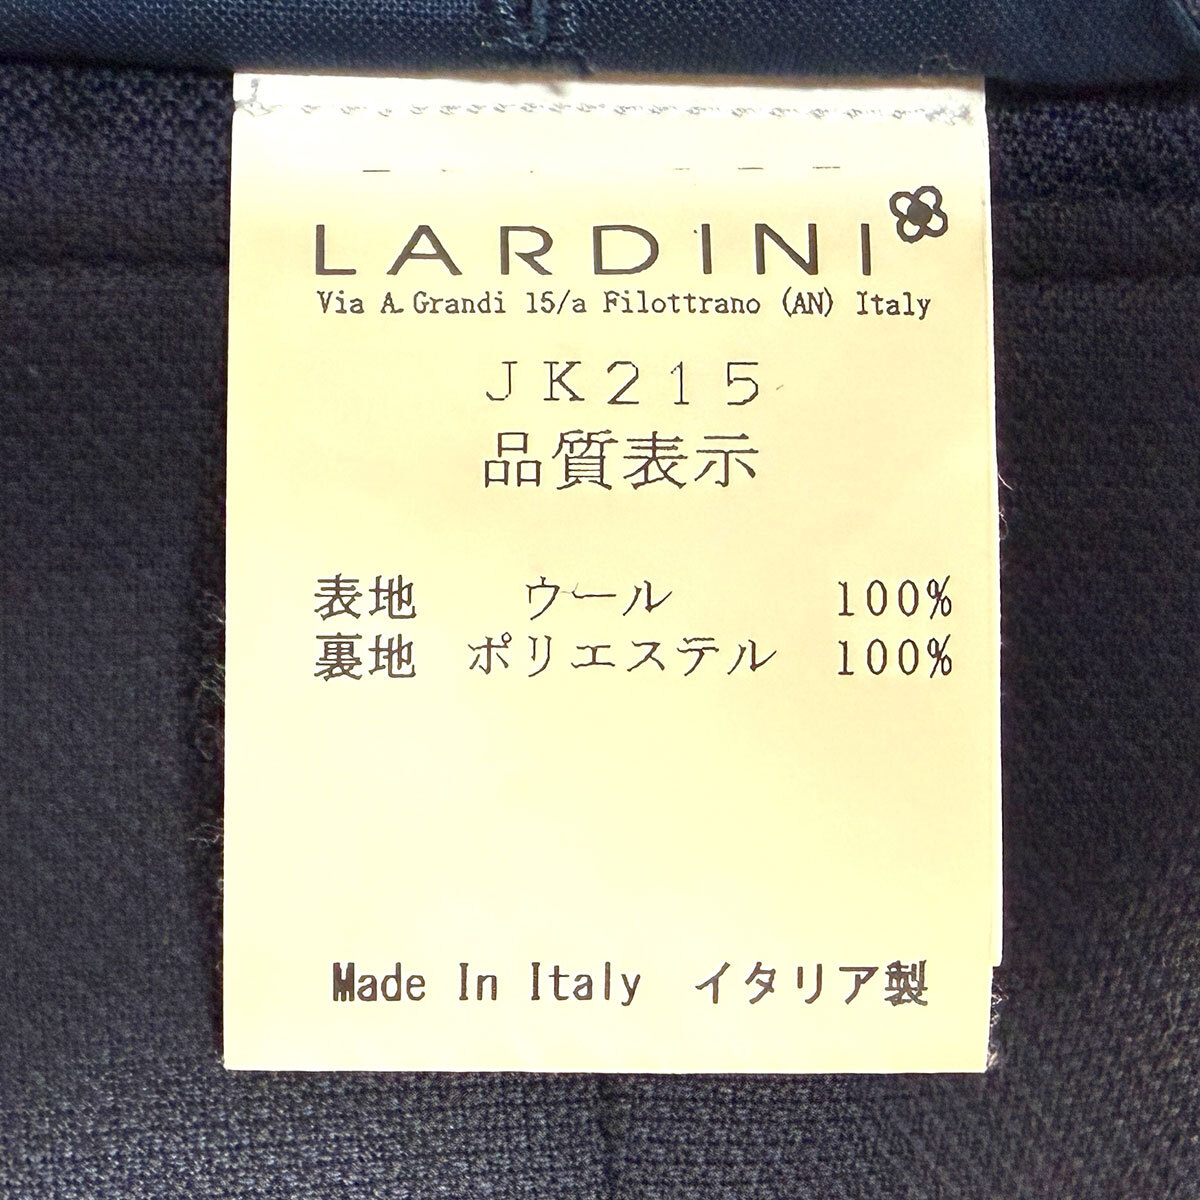 LARDINI
Via A. Grandi 15/a Filottrano (AN) Italy
JK215
品質表示
表地 ウール 100%
裏地 ポリエステル 100%
Made In Italy イタリア製